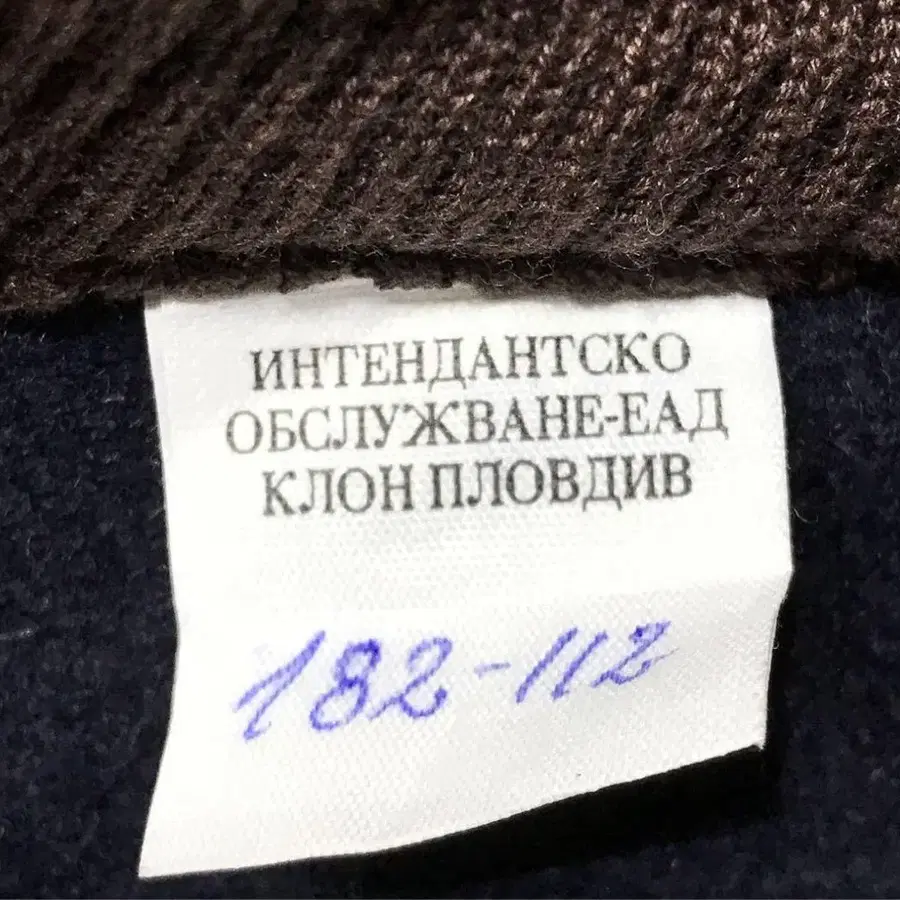 ИНТЕНДАНТСКО
ОБСЛУЖВАНЕ-ЕАД
КЛОН ПЛОВДИВ
182-112